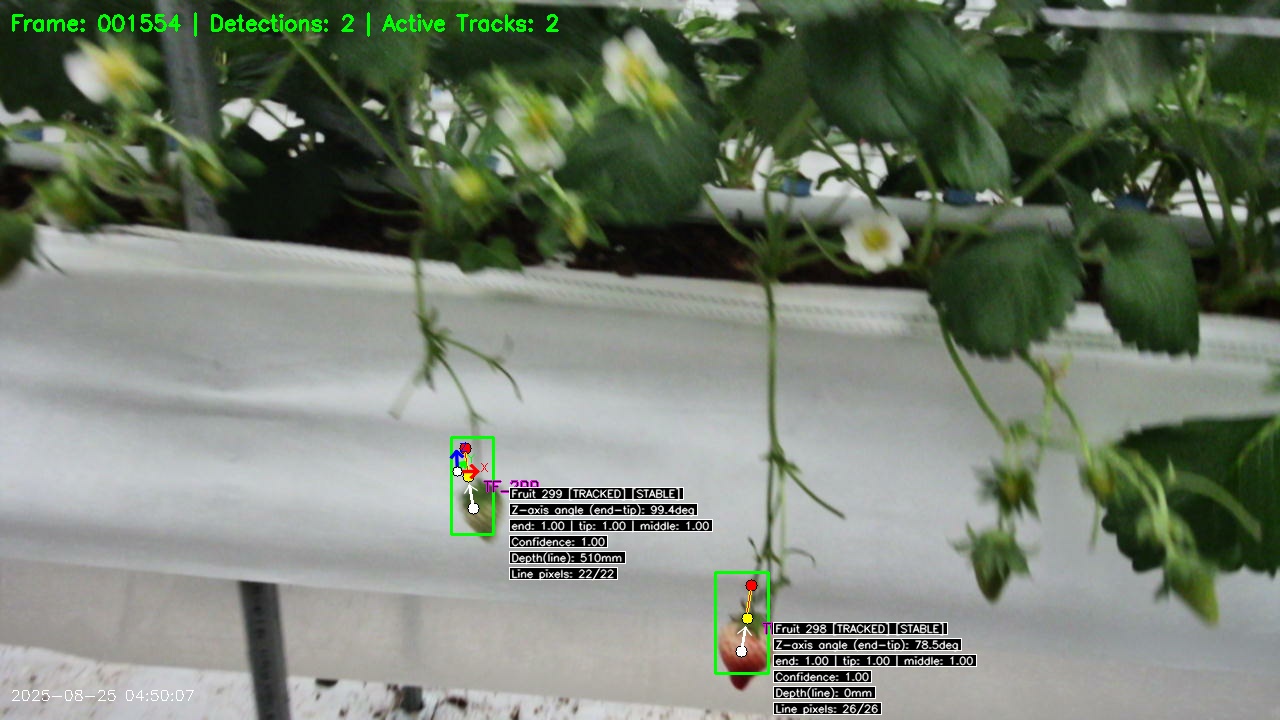 Frame: 001554 | Detections: 2 | Active Tracks: 2
X
TF_299
Fruit 299 [TRACKED] [STABLE]
Z-axis angle (end-tip): 99.4deg
end: 1.00 | tip: 1.00 | middle: 1.00
Confidence: 1.00
Depth(line): 510mm
Line pixels: 22/22
Fruit 298 [TRACKED] [STABLE]
Z-axis angle (end-tip): 78.5deg
end: 1.00 | tip: 1.00 | middle: 1.00
Confidence: 1.00
Depth(line): 0mm
Line pixels: 26/26
2025-08-25 04:50:07